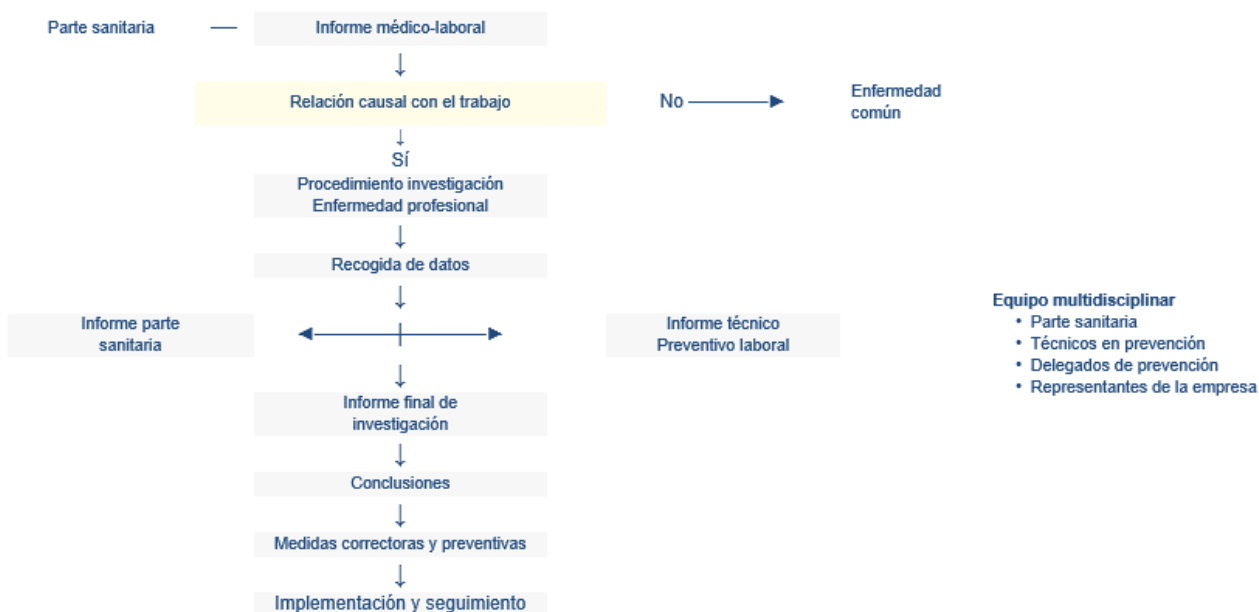 Parte sanitaria
Informe médico-laboral
Relación causal con el trabajo
No
Enfermedad
común
Sí
Procedimiento investigación
Enfermedad profesional
Recogida de datos
Informe parte
sanitaria
Informe técnico
Preventivo laboral
Equipo multidisciplinar
• Parte sanitaria
• Técnicos en prevención
• Delegados de prevención
• Representantes de la empresa
Informe final de
investigación
Conclusiones
Medidas correctoras y preventivas
Implementación y seguimiento